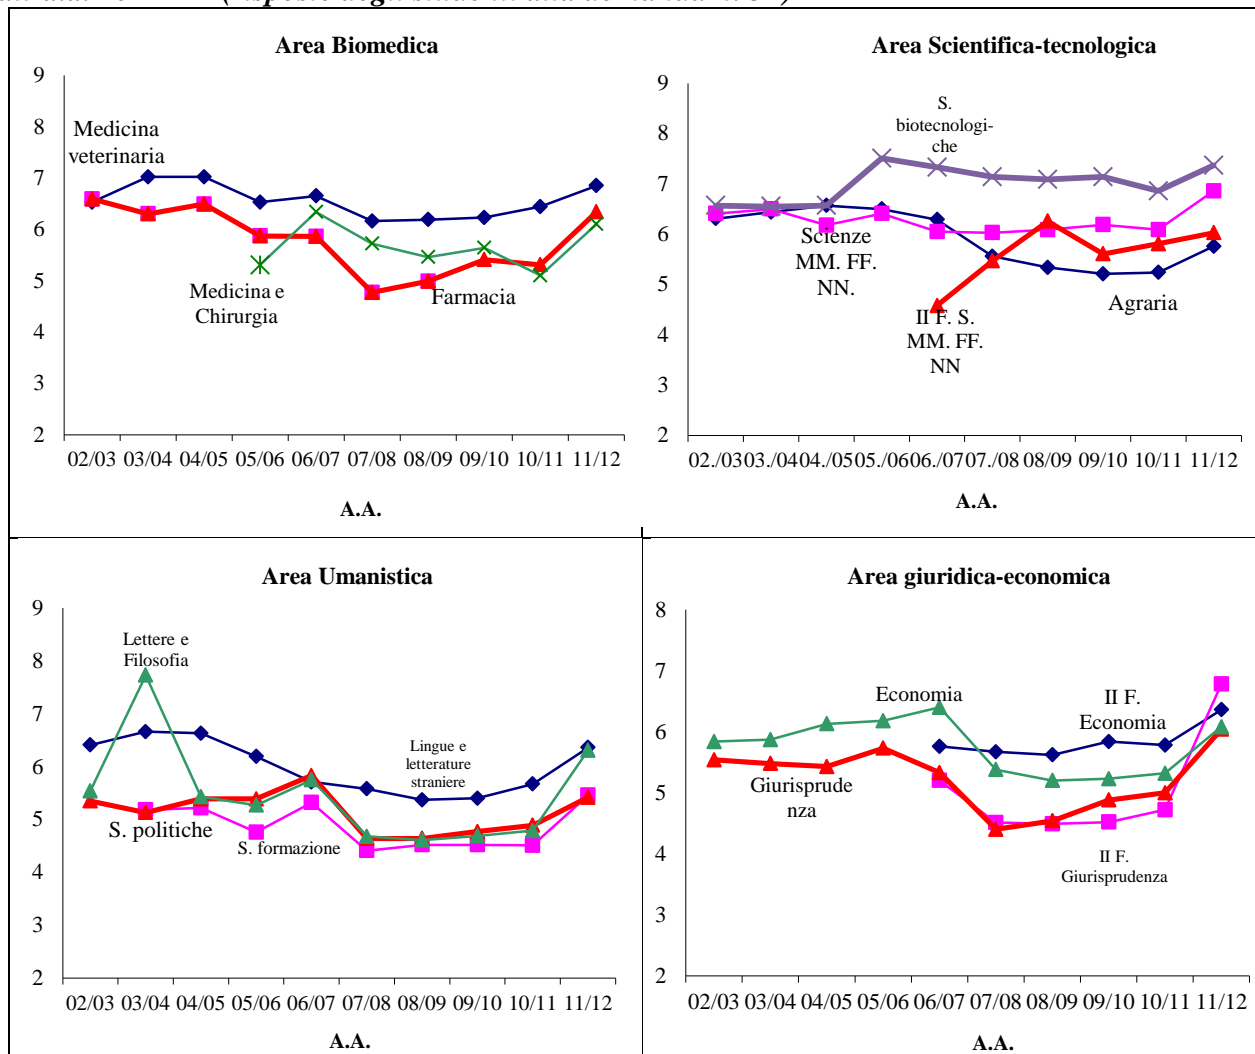 Area Biomedica
9
8
7
6
5
4
3
2
Medicina
veterinaria
Medicina e
Chirurgia
Farmacia
02/03 03/04 04/05 05/06 06/07 07/08 08/09 09/10 10/11 11/12
A.A.
Area Scientifica-tecnologica
9
8
7
6
5
4
3
2
S.
biotecnologi-
che
Scienze
MM. FF.
NN.
II F. S.
MM. FF.
NN
Agraria
02./03 03./04 04./05 05./06 06./07 07./08 08/09 09/10 10/11 11/12
A.A.
Area Umanistica
9
8
7
6
5
4
3
2
Lettere e
Filosofia
Lingue e
letterature
straniere
S. politiche
S. formazione
02/03 03/04 04/05 05/06 06/07 07/08 08/09 09/10 10/11 11/12
A.A.
Area giuridica-economica
8
7
6
5
4
3
2
Economia
II F.
Economia
Giurisprude
nza
II F.
Giurisprudenza
02/03 03/04 04/05 05/06 06/07 07/08 08/09 09/10 10/11 11/12
A.A.